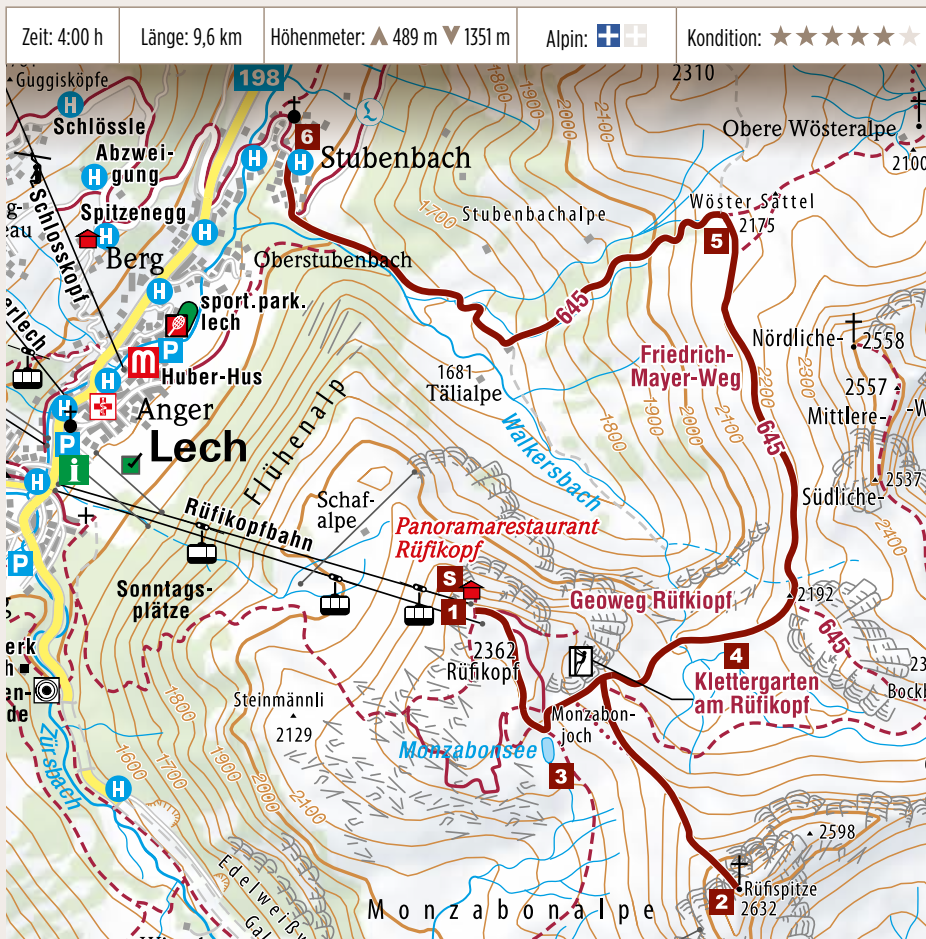 Zeit: 4:00 h
Länge: 9,6 km
Höhenmeter: 489 m 1351 m
Alpin:
Kondition:
Guggisköpfe
198
2310
H
Schlössle
Obere Wösteralpe
2100
Abzwei-
gung
H
6
H
Stubenbach
H
Schlosskopf
Spitzenegg
H
Berg
H
1700
1800
1900
2000
2100
Stubenbachalpe
Wöster Sattel
2175
5
Oberstubenbach
H
sport.park.
lech
645
P
m
Huber-Hus
H
Friedrich-
Mayer-Weg
Nördliche-
2558
2557
Mittlere-
1681
Tälialpe
H
Anger
Lech
P
i
H
Flühenalp
Walkersbach
1800
1900
2000
2100
2200
2300
645
Südliche-
2537
2400
Schaf-
alpe
Rüfikopfbahn
Panoramarestaurant
Rüfikopf
P
Sonntags-
plätze
S
1
Geoweg Rüfkiopf
2192
645
2362
Rüfikopf
4
Klettergarten
am Rüfikopf
Steinmännli
2129
Monzabon-
joch
Monzabonsee
3
Zürsbach
1600
1700
1800
1900
2000
2100
H
2598
2
Rüfispitze
2632
Monzabonalpe